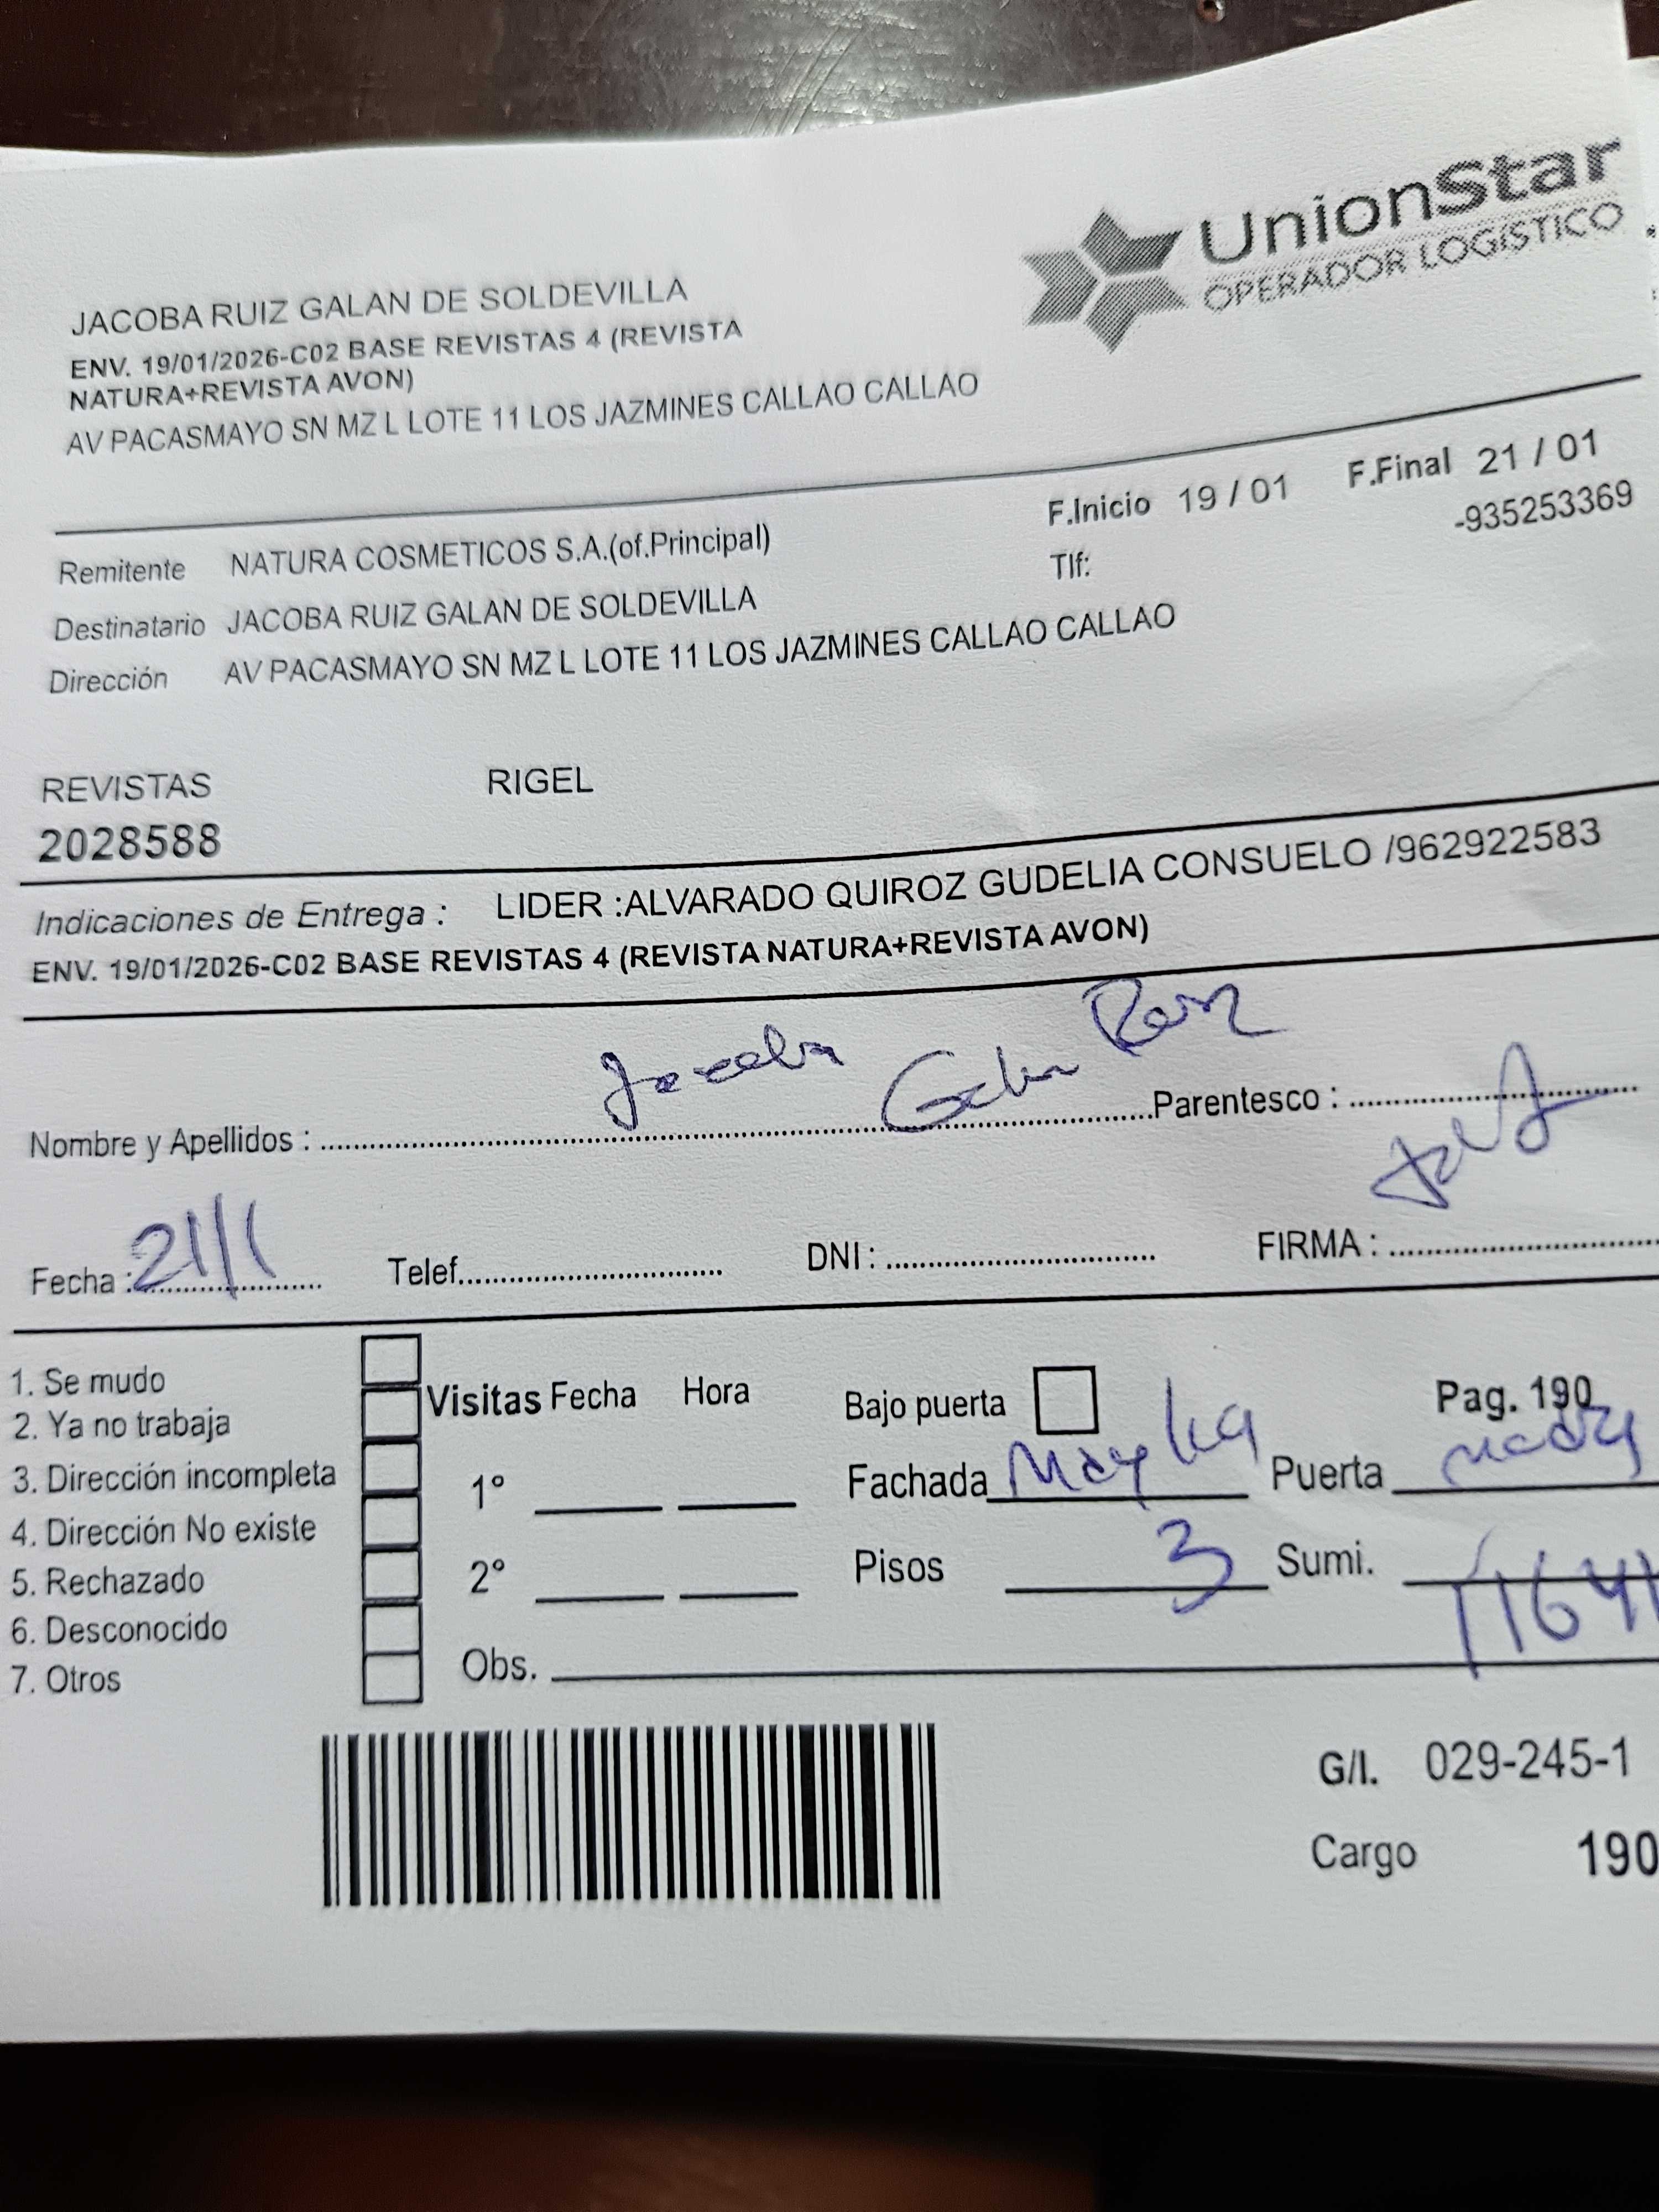 UnionStar
OPERADOR LOGÍSTICO
JACOBA RUIZ GALAN DE SOLDEVILLA
ENV. 19/01/2026-C02 BASE REVISTAS 4 (REVISTA
NATURA+REVISTA AVON)
AV PACASMAYO SN MZ L LOTE 11 LOS JAZMINES CALLAO CALLAO
F.Inicio 19 / 01 F.Final 21 / 01
Remitente NATURA COSMETICOS S.A.(of.Principal) Tlf: -935253369
Destinatario JACOBA RUIZ GALAN DE SOLDEVILLA
Dirección AV PACASMAYO SN MZ L LOTE 11 LOS JAZMINES CALLAO CALLAO
REVISTAS RIGEL
2028588
Indicaciones de Entrega : LIDER :ALVARADO QUIROZ GUDELIA CONSUELO /962922583
ENV. 19/01/2026-C02 BASE REVISTAS 4 (REVISTA NATURA+REVISTA AVON)
Nombre y Apellidos : Jacoba Galan Ruiz Parentesco :
Fecha : 21/1 Telef. DNI : FIRMA :
1. Se mudo
2. Ya no trabaja
3. Dirección incompleta
4. Dirección No existe
5. Rechazado
6. Desconocido
7. Otros
Visitas Fecha Hora
1°
2°
Obs.
Bajo puerta Pag. 190
Fachada Puerta
Pisos 3 Sumi.
G/I. 029-245-1
Cargo 190